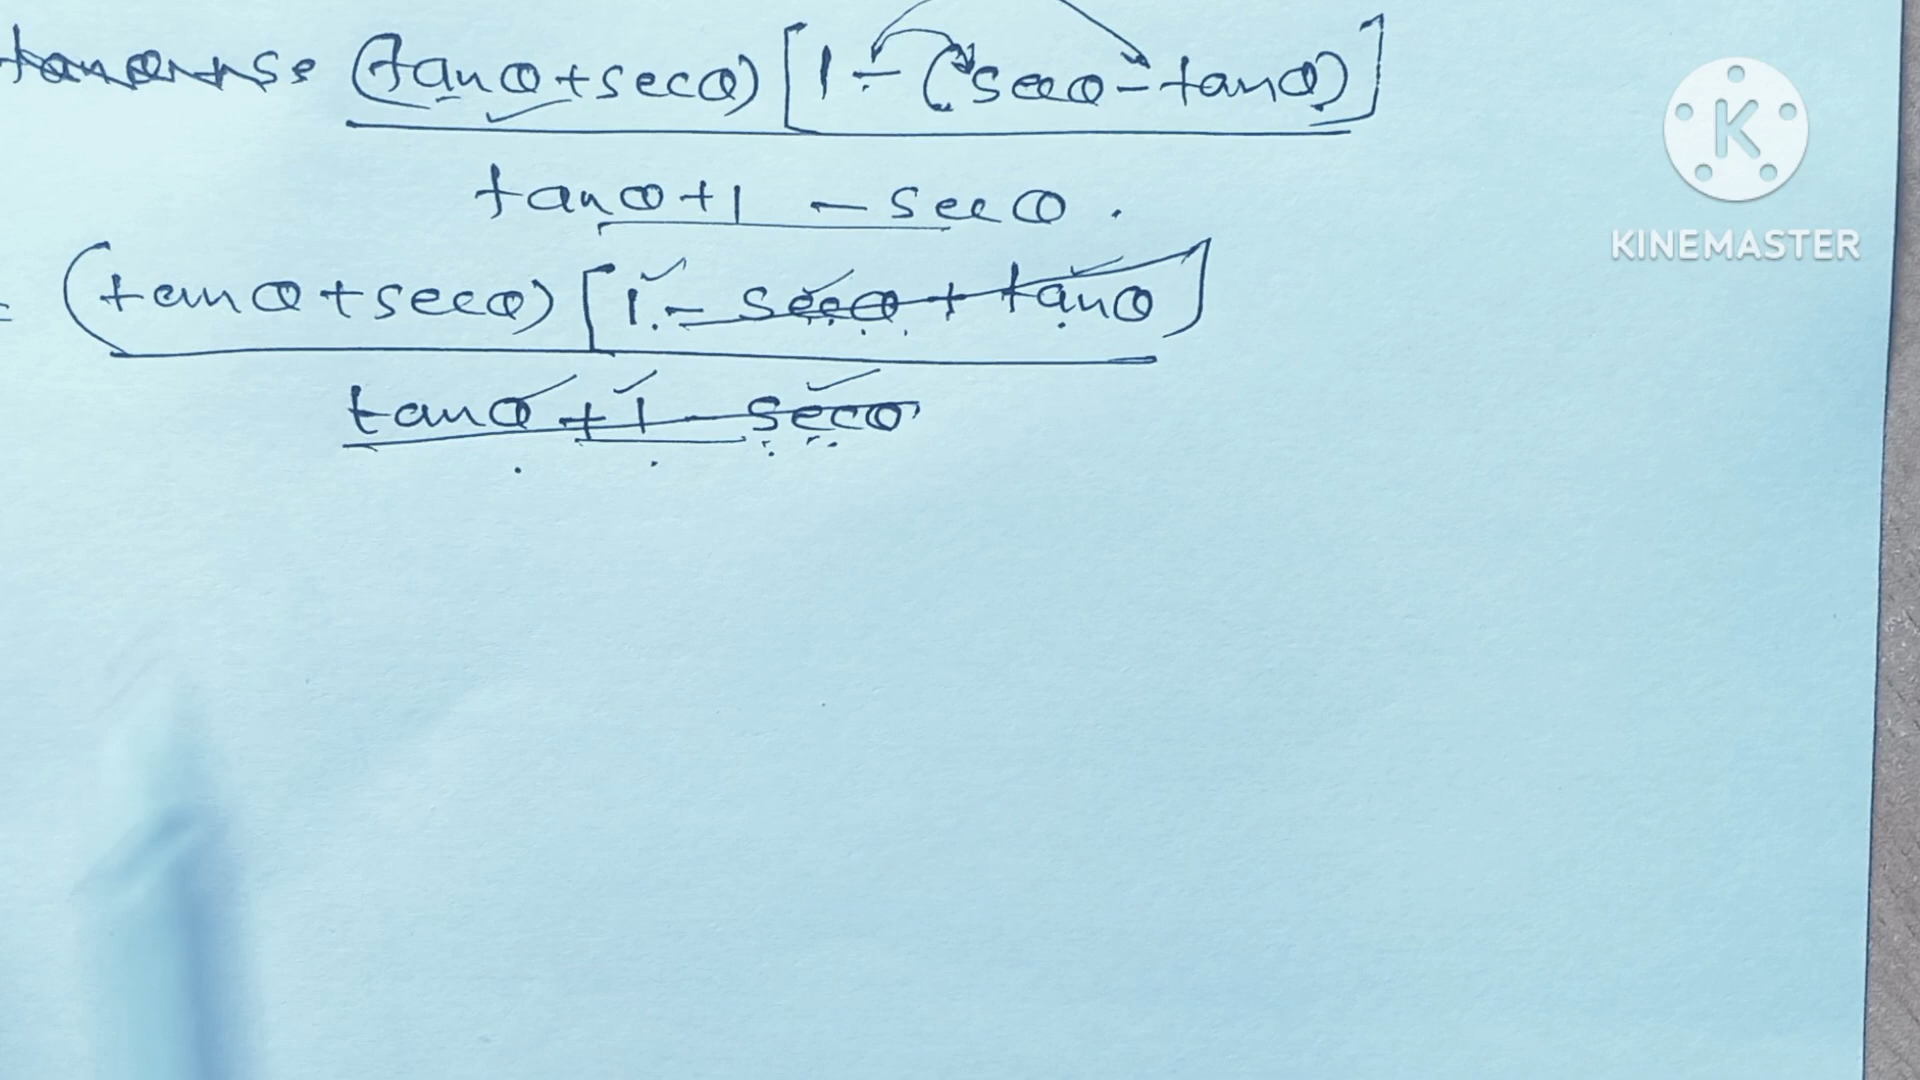 (tanθ+secθ) [1 - (secθ - tanθ)]
tanθ+1 - secθ.
= (tanθ+secθ) [1 - secθ + tanθ]
tanθ + 1 - secθ
K
KINEMASTER